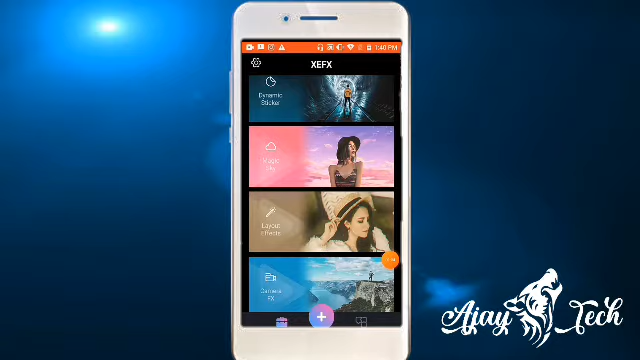 1:40 PM
XEFX
Dynamic
Sticker
Magic
Sky
Layout
Effects
Camera
FX
Ajay Tech